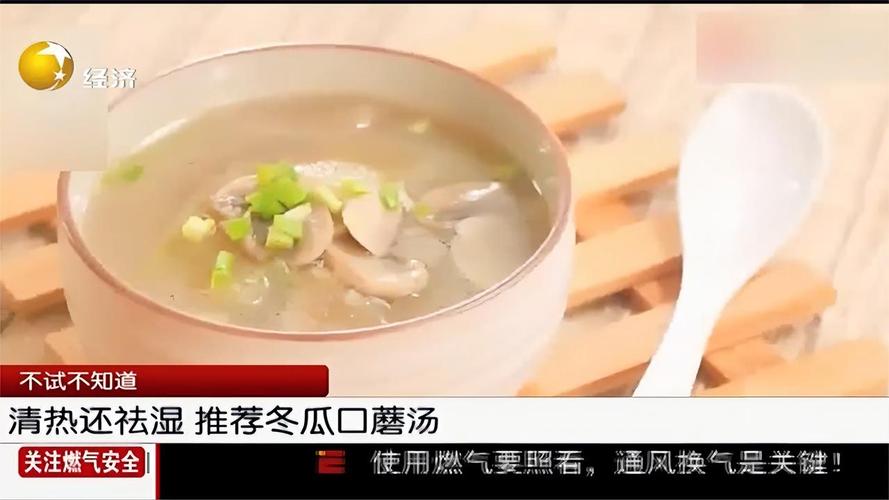 经济
不试不知道
清热还祛湿 推荐冬瓜口蘑汤
关注燃气安全
使用燃气要照看，通风换气是关键！